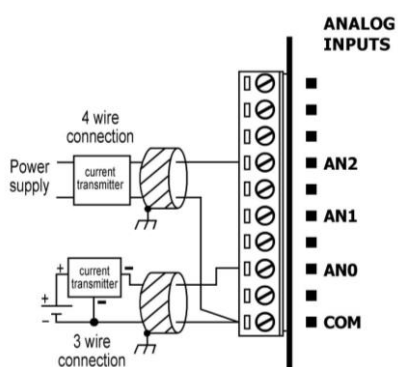 ANALOG
INPUTS
4 wire
connection
Power
supply
current
transmitter
AN2
AN1
AN0
COM
+
current
transmitter
-
-
+
-
3 wire
connection